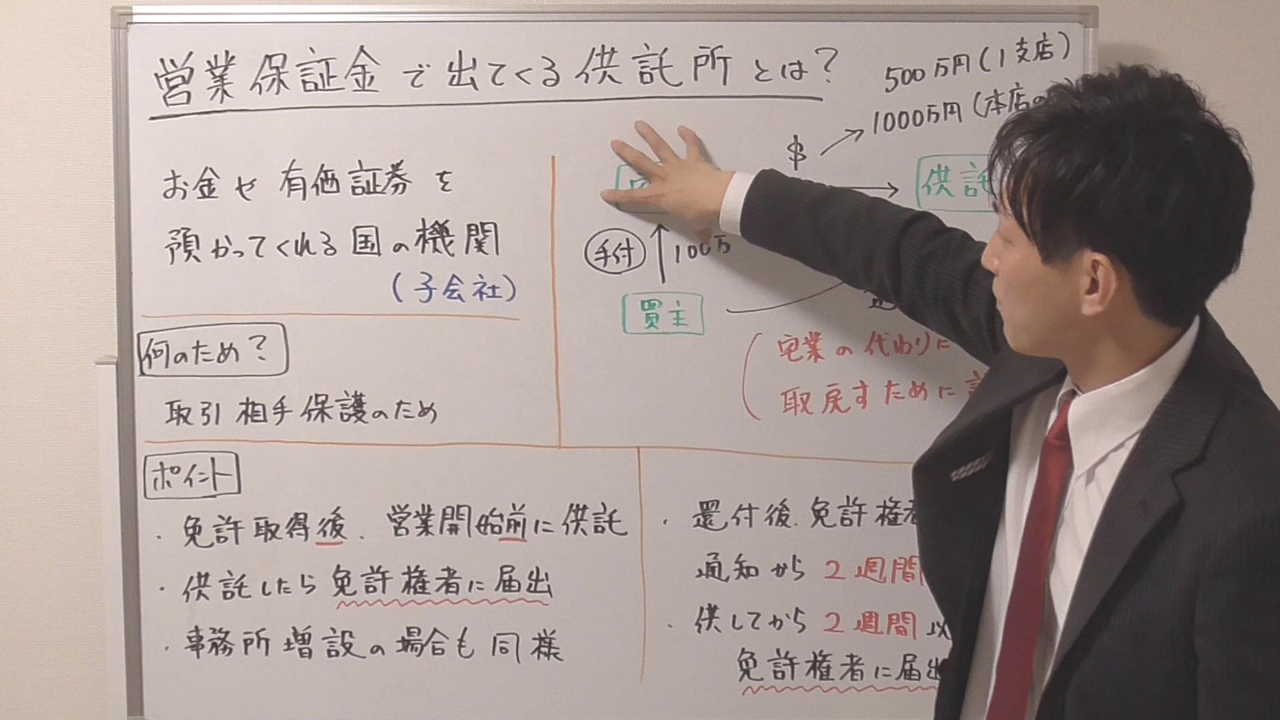 営業保証金で出てくる供託所とは?
お金や有価証券を
預かってくれる国の機関
(子会社)
何のため?
取引相手保護のため
500万円(1支店)
1000万円(本店の
$
供託
手付
100万
買主
宅業の代わりに
取戻すために
ポイント
・免許取得後、営業開始前に供託
・供託したら免許権者に届出
・事務所増設の場合も同様
・還付後、免許権者
通知から2週間
・供してから2週間以
免許権者に届出